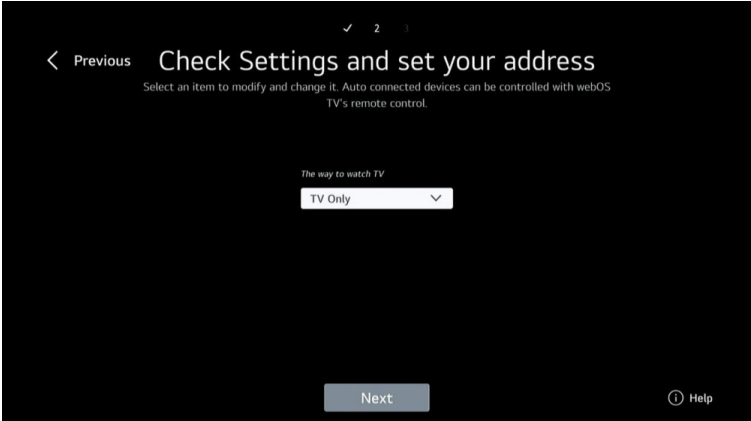 2 3
Previous
Check Settings and set your address
Select an item to modify and change it. Auto connected devices can be controlled with webOS
TV's remote control.
The way to watch TV
TV Only
Next
Help